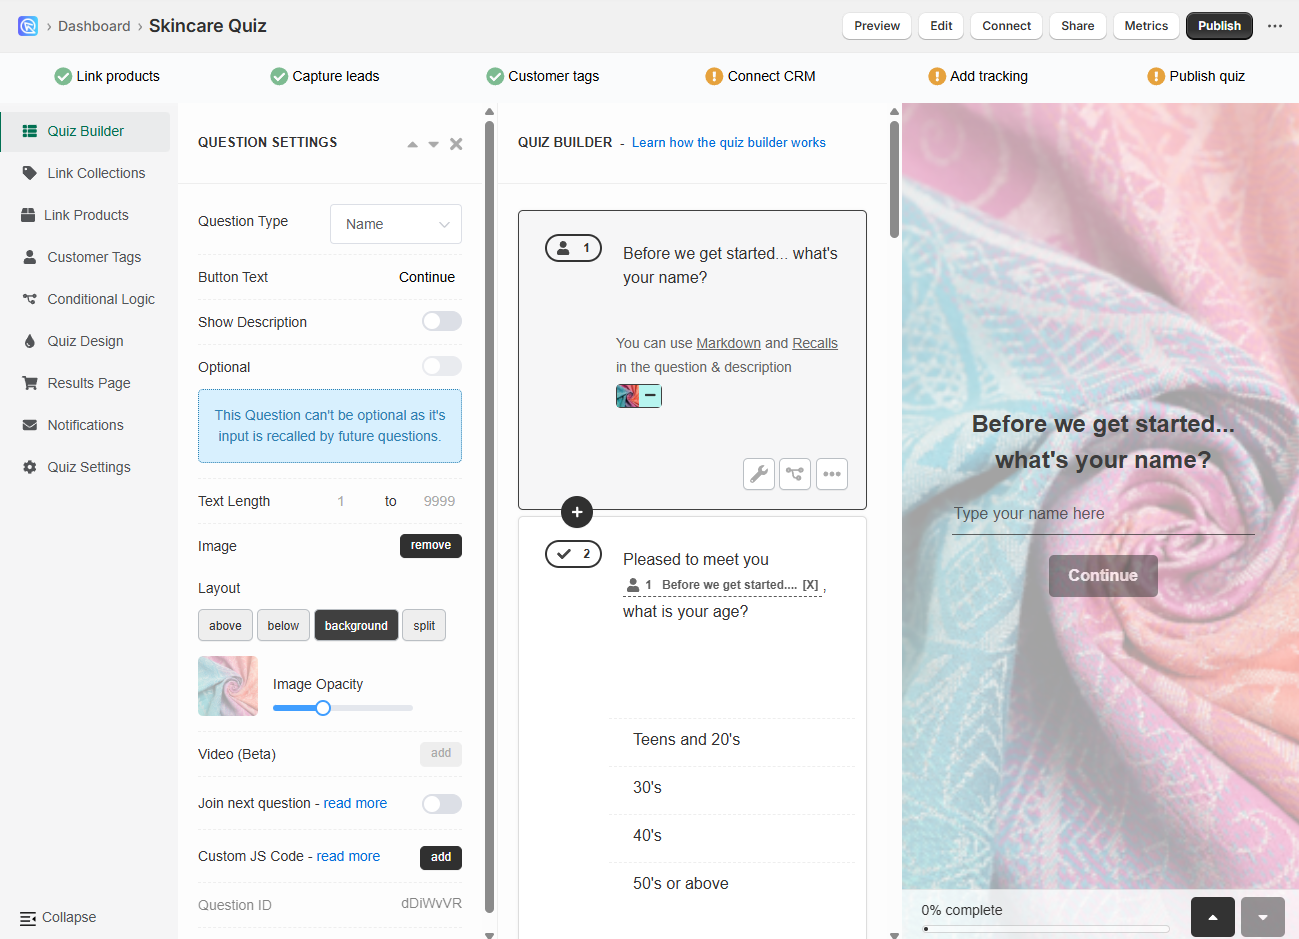 Dashboard
Skincare Quiz
Preview
Edit
Connect
Share
Metrics
Publish
Link products
Capture leads
Customer tags
Connect CRM
Add tracking
Publish quiz
Quiz Builder
Link Collections
Link Products
Customer Tags
Conditional Logic
Quiz Design
Results Page
Notifications
Quiz Settings
Collapse
QUESTION SETTINGS
Question Type
Name
Button Text
Continue
Show Description
Optional
This Question can't be optional as it's
input is recalled by future questions.
Text Length
1 to 9999
Image
remove
Layout
above
below
background
split
Image Opacity
Video (Beta)
add
Join next question - read more
Custom JS Code - read more
add
Question ID
dDiWvVR
QUIZ BUILDER - Learn how the quiz builder works
1
Before we get started... what's
your name?
You can use Markdown and Recalls
in the question & description
2
Pleased to meet you
1 Before we get started.... [X] ,
what is your age?
Teens and 20's
30's
40's
50's or above
Before we get started...
what's your name?
Type your name here
Continue
0% complete